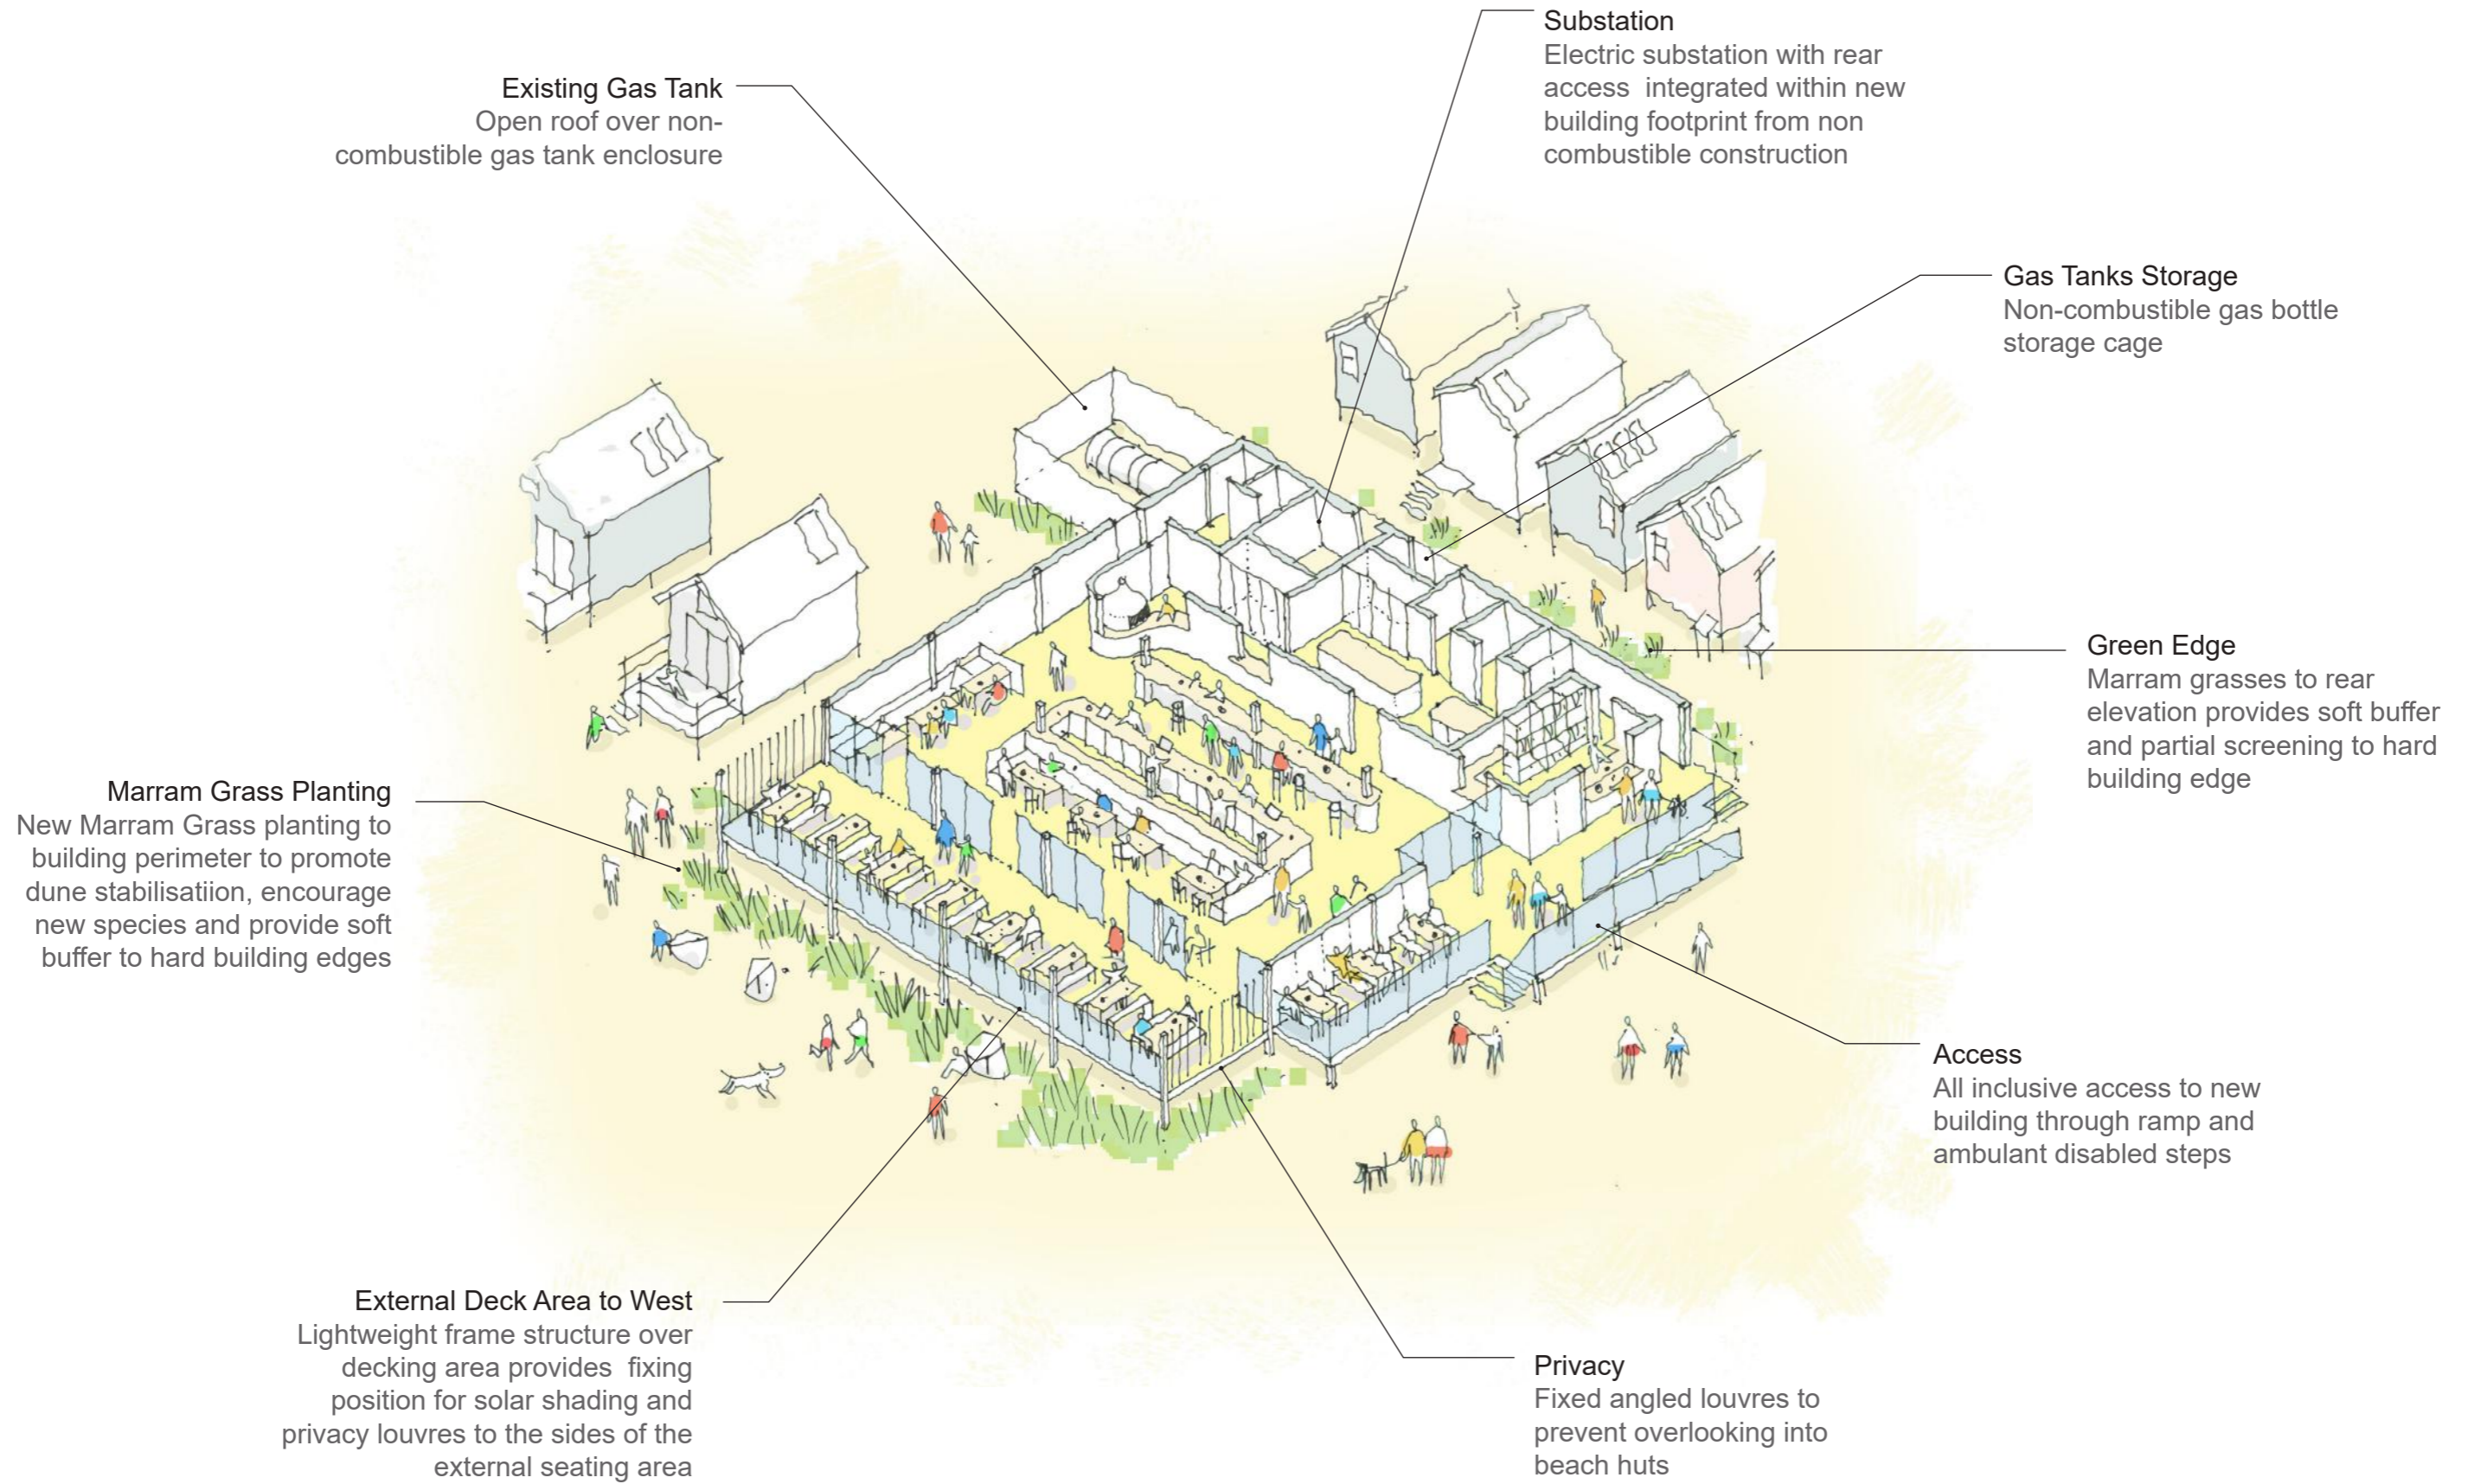 Substation
Electric substation with rear
access  integrated within new
building footprint from non
combustible construction
Existing Gas Tank
Open roof over non-
combustible gas tank enclosure
Gas Tanks Storage
Non-combustible gas bottle
storage cage
Green Edge
Marram grasses to rear
elevation provides soft buffer
and partial screening to hard
building edge
Marram Grass Planting
New Marram Grass planting to
building perimeter to promote
dune stabilisatiion, encourage
new species and provide soft
buffer to hard building edges
Access
All inclusive access to new
building through ramp and
ambulant disabled steps
External Deck Area to West
Lightweight frame structure over
decking area provides  fixing
position for solar shading and
privacy louvres to the sides of the
external seating area
Privacy
Fixed angled louvres to
prevent overlooking into
beach huts